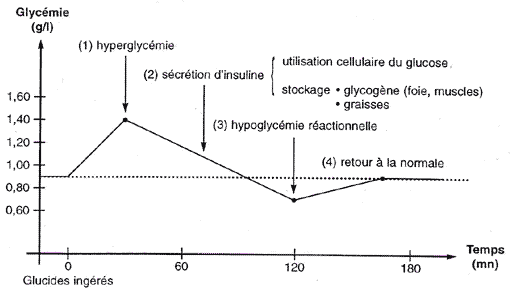 Glycémie
(g/l)
(1) hyperglycémie
(2) sécrétion d'insuline
utilisation cellulaire du glucose
stockage • glycogène (foie, muscles)
• graisses
(3) hypoglycémie réactionnelle
(4) retour à la normale
1,60
1,40
1,20
1,00
0,80
0,60
0
60
120
180
Temps
(mn)
Glucides ingérés